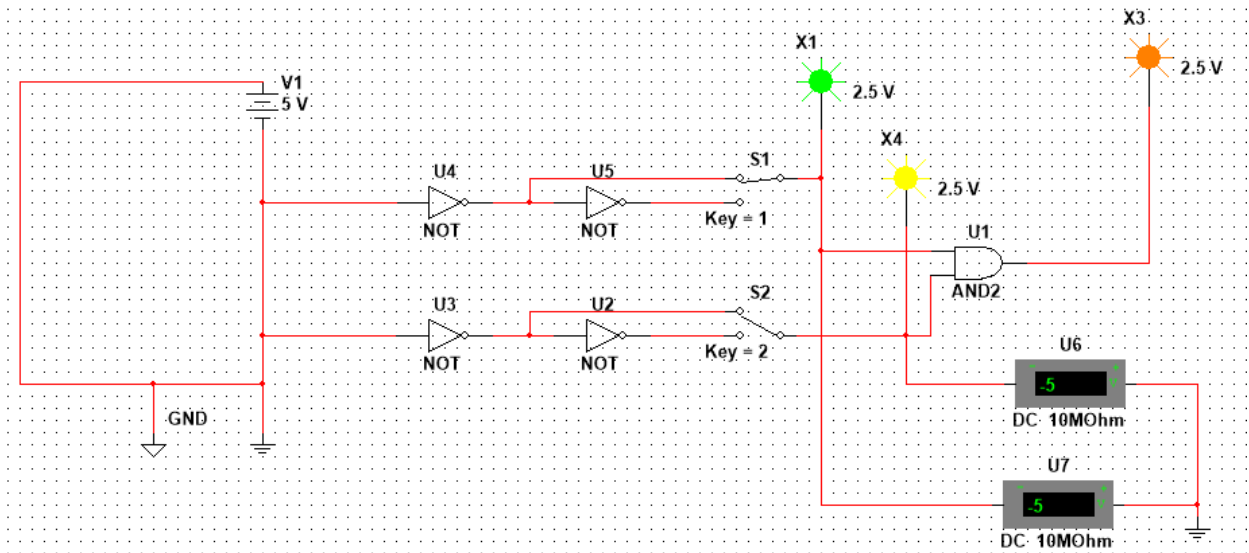 X3
2.5 V
X1
2.5 V
V1
5 V
X4
2.5 V
U4
NOT
U5
NOT
S1
Key = 1
U1
AND2
U3
NOT
U2
NOT
S2
Key = 2
GND
U6
- +
-5 V
DC 10MOhm
U7
- +
-5 V
DC 10MOhm